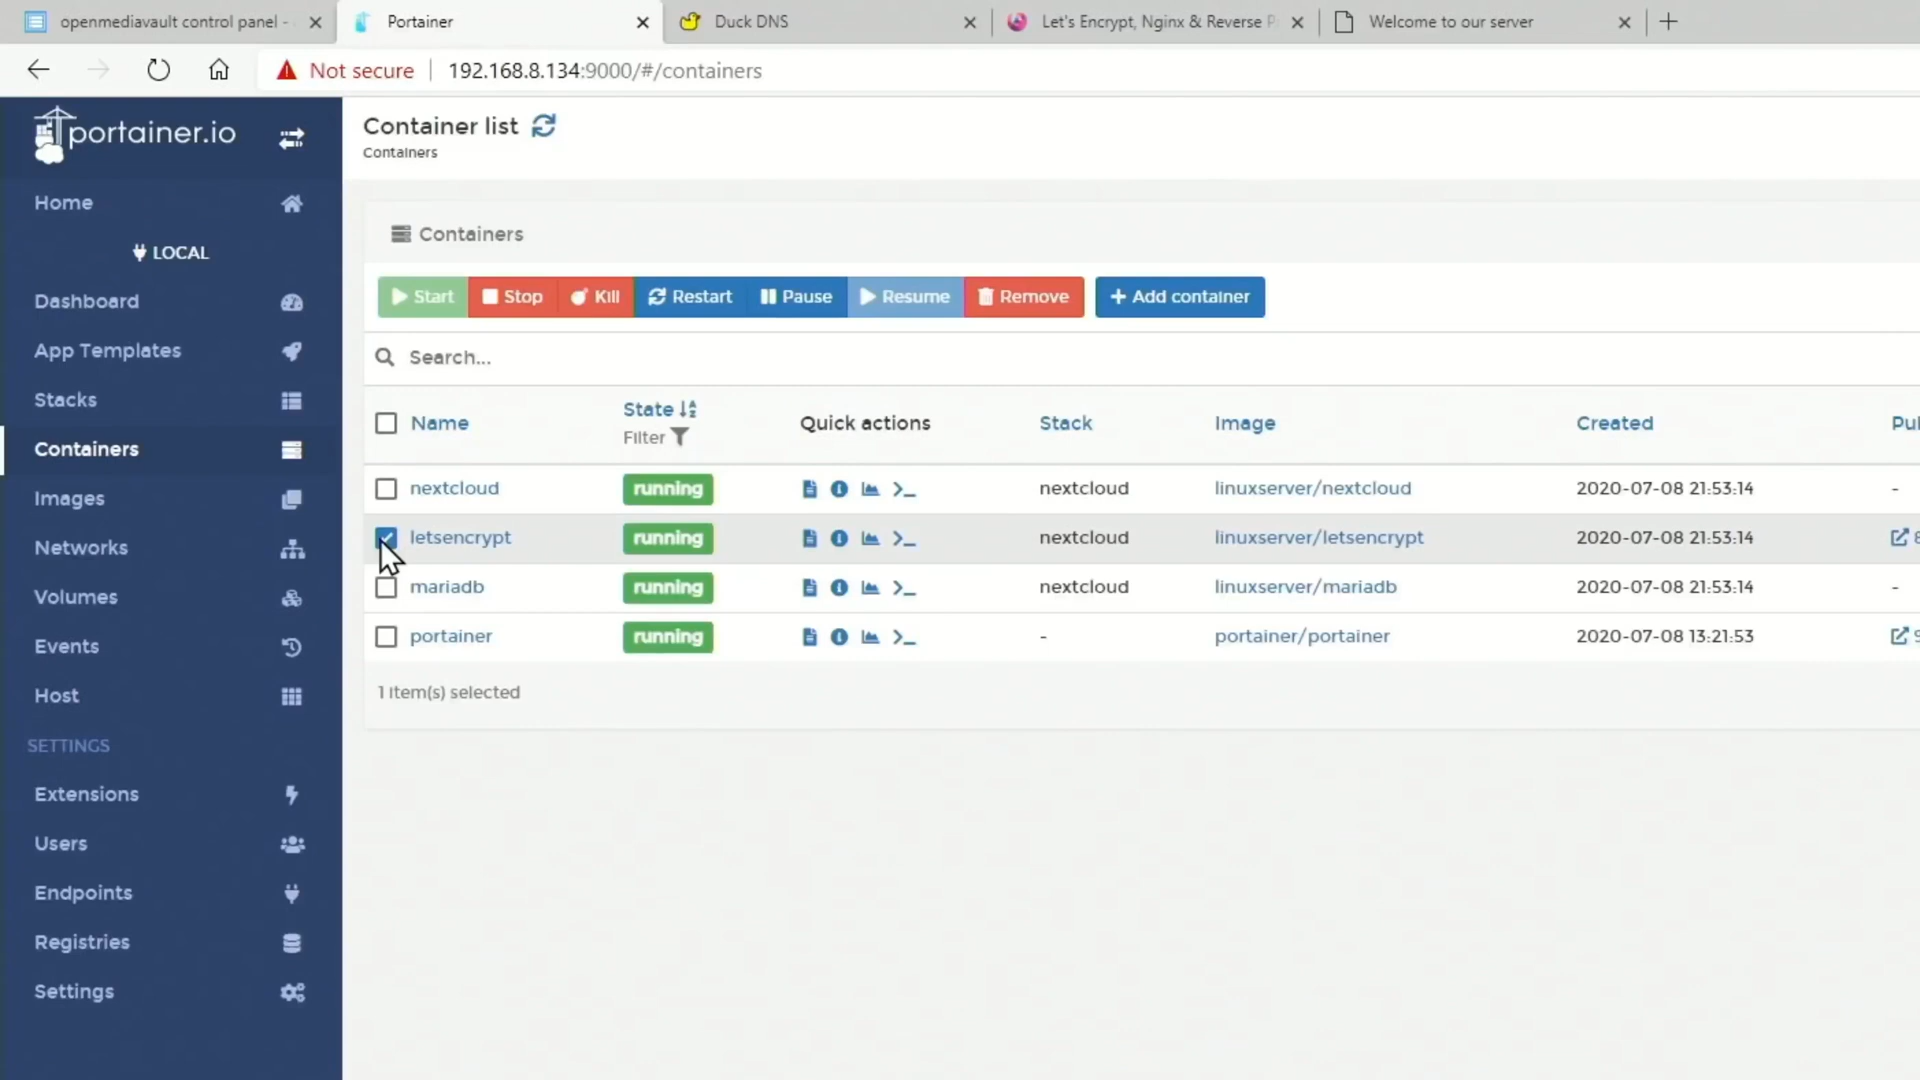 openmediavault control panel -
Portainer
Duck DNS
Let's Encrypt, Nginx & Reverse P
Welcome to our server
Not secure
192.168.8.134:9000/#/containers
portainer.io
Home
LOCAL
Dashboard
App Templates
Stacks
Containers
Images
Networks
Volumes
Events
Host
SETTINGS
Extensions
Users
Endpoints
Registries
Settings
Container list
Containers
Containers
Start Stop Kill Restart Pause Resume Remove + Add container
Search...
Name State Filter Quick actions Stack Image Created Pu
nextcloud running nextcloud linuxserver/nextcloud 2020-07-08 21:53:14 -
letsencrypt running nextcloud linuxserver/letsencrypt 2020-07-08 21:53:14 8
mariadb running nextcloud linuxserver/mariadb 2020-07-08 21:53:14 -
portainer running - portainer/portainer 2020-07-08 13:21:53 9
1 item(s) selected